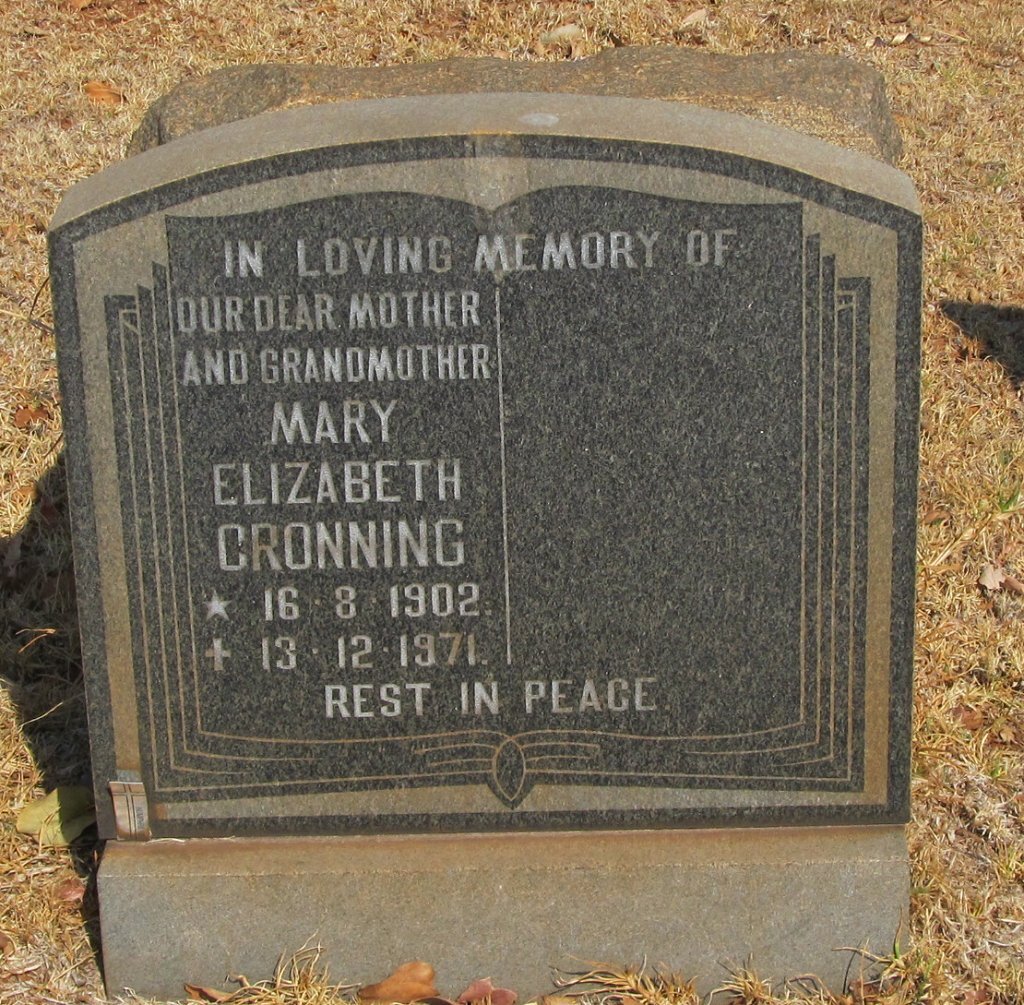 IN LOVING MEMORY OF
OUR DEAR MOTHER
AND GRANDMOTHER
MARY
ELIZABETH
CRONNING
★ 16·8·1902.
✝ 13·12·1971.
REST IN PEACE